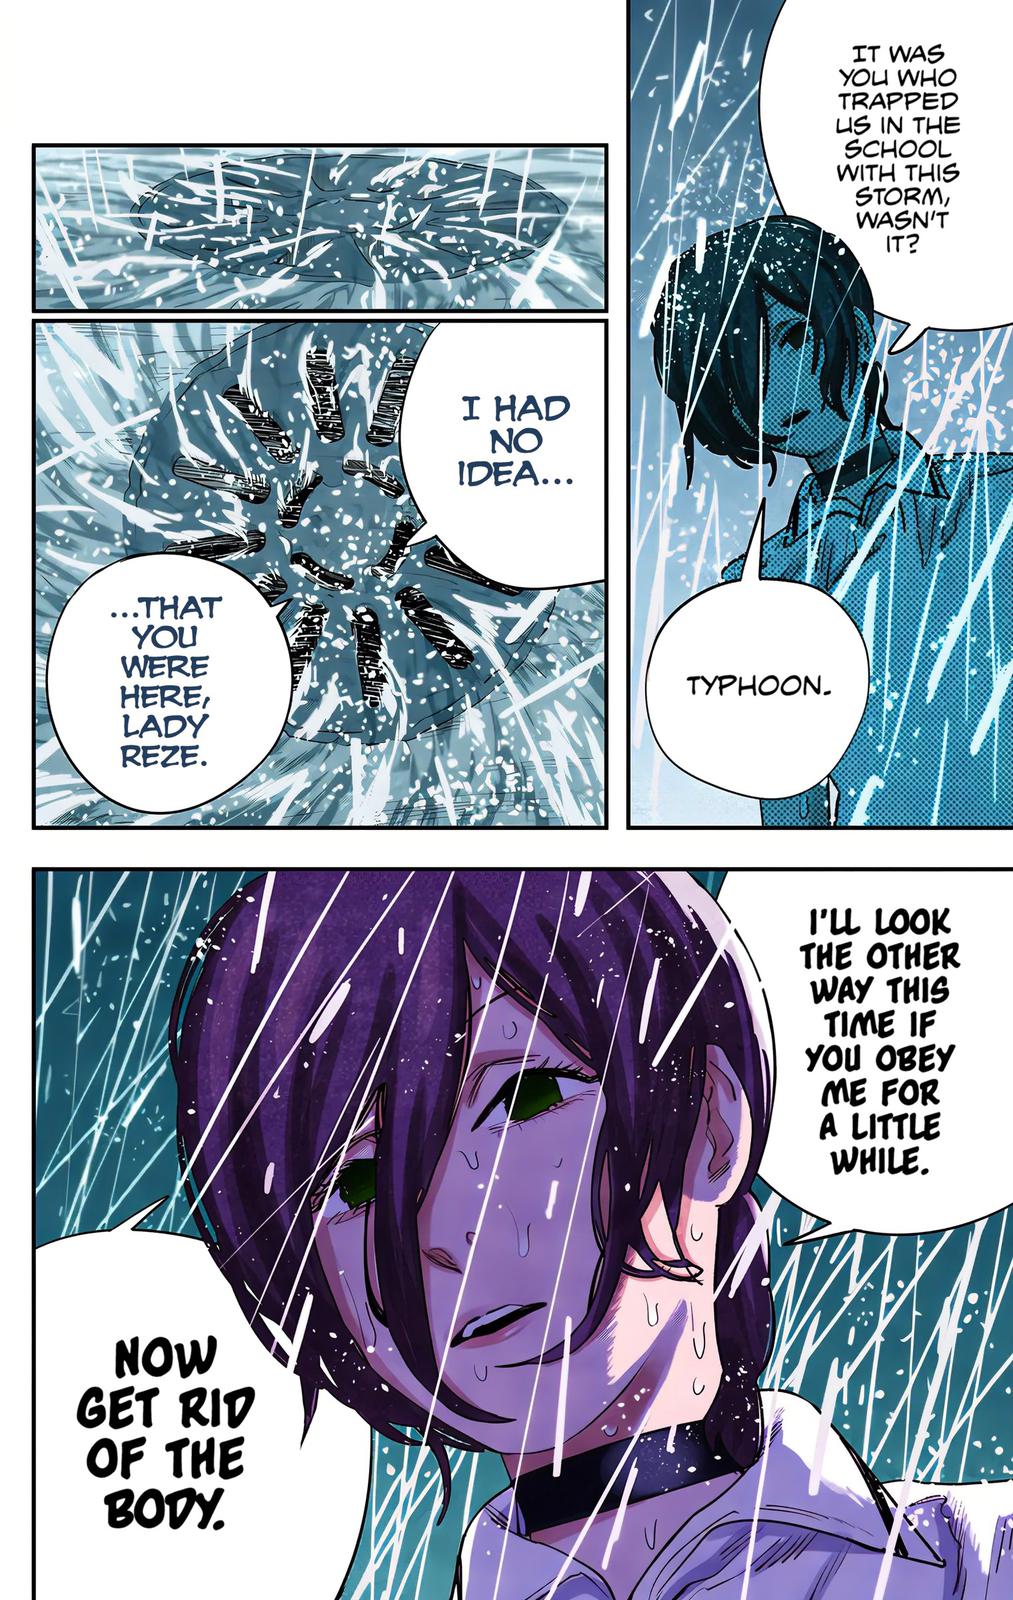 IT WAS
YOU WHO
TRAPPED
US IN THE
SCHOOL
WITH THIS
STORM,
WASN'T
IT?
TYPHOON.
I HAD
NO
IDEA...
...THAT
YOU
WERE
HERE,
LADY
REZE.
I'LL LOOK
THE OTHER
WAY THIS
TIME IF
YOU OBEY
ME FOR
A LITTLE
WHILE.
NOW
GET RID
OF THE
BODY.